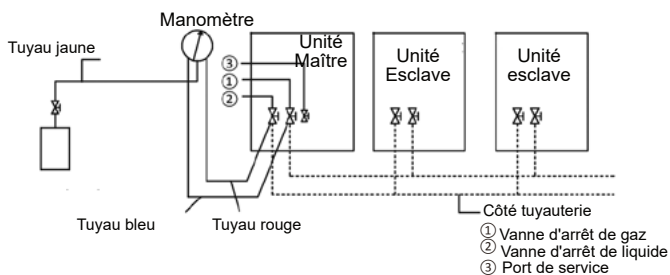 Manomètre
Tuyau jaune
Unité
Maître
Unité
Esclave
Unité
esclave
③
①
②
Tuyau bleu
Tuyau rouge
Côté tuyauterie
① Vanne d'arrêt de gaz
② Vanne d'arrêt de liquide
③ Port de service